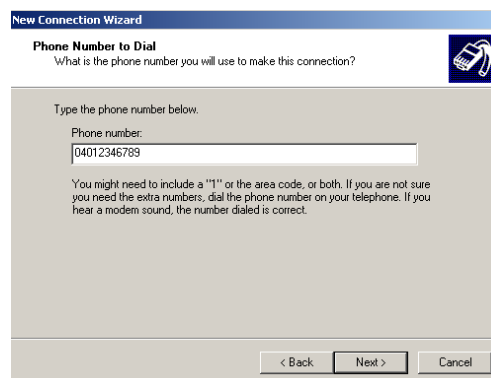 New Connection Wizard
Phone Number to Dial
What is the phone number you will use to make this connection?
Type the phone number below.
Phone number:
04012346789
You might need to include a "1" or the area code, or both. If you are not sure
you need the extra numbers, dial the phone number on your telephone. If you
hear a modem sound, the number dialed is correct.
< Back
Next >
Cancel